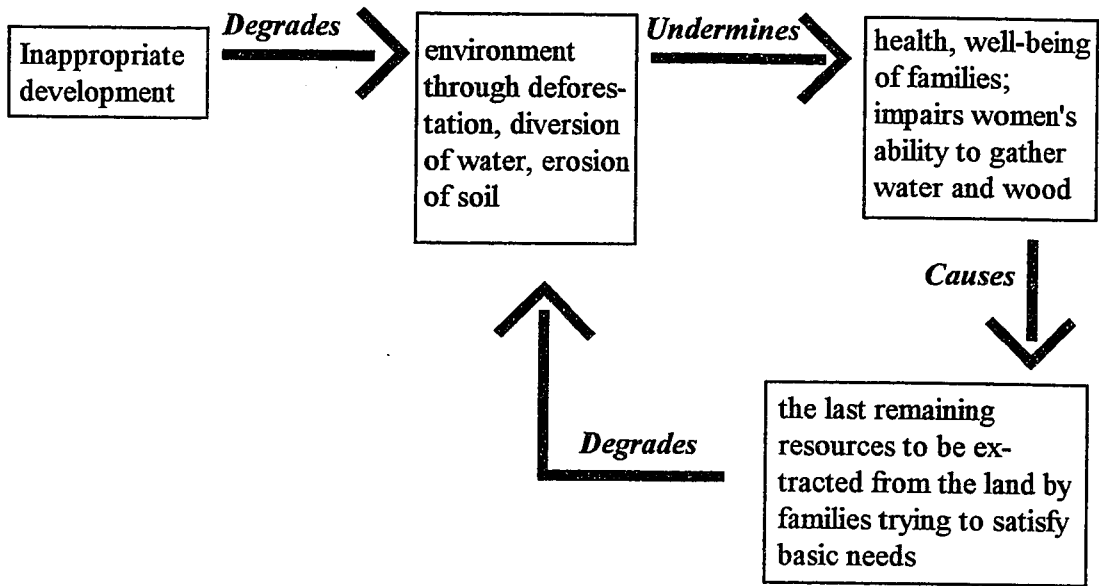 Inappropriate
development
Degrades
environment
through defores-
tation, diversion
of water, erosion
of soil
Undermines
health, well-being
of families;
impairs women's
ability to gather
water and wood
Causes
the last remaining
resources to be ex-
tracted from the land by
families trying to satisfy
basic needs
Degrades